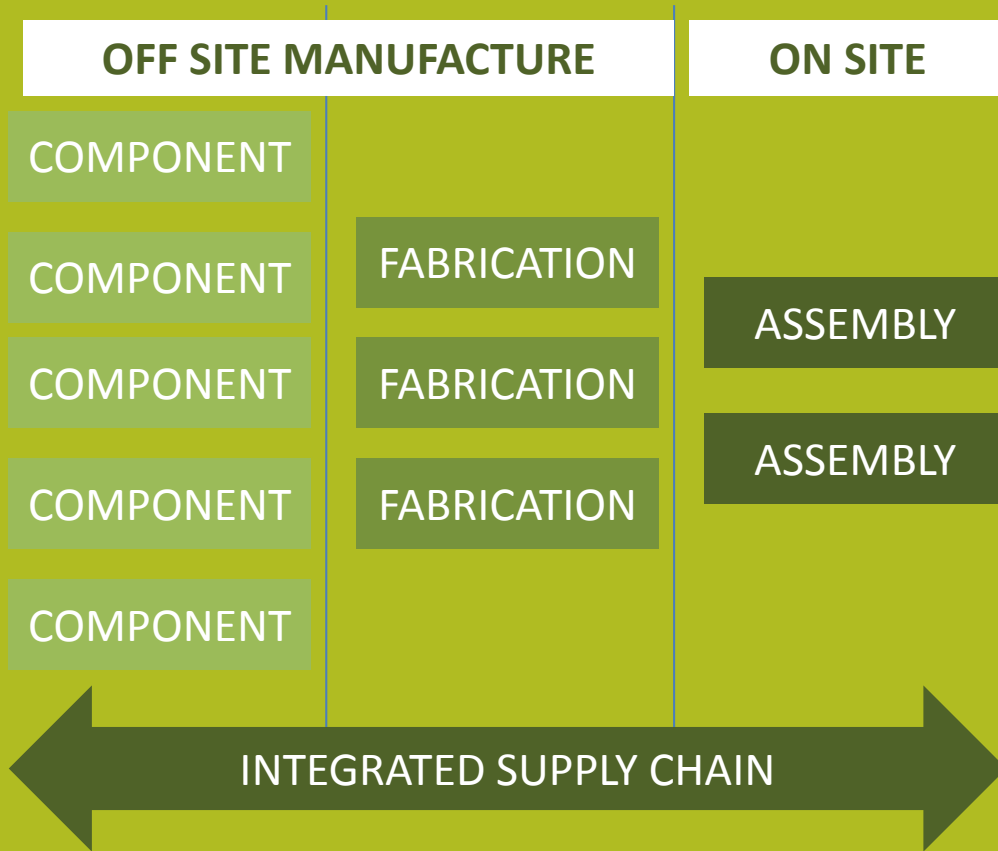 OFF SITE MANUFACTURE
ON SITE
COMPONENT
COMPONENT
COMPONENT
COMPONENT
COMPONENT
FABRICATION
FABRICATION
FABRICATION
ASSEMBLY
ASSEMBLY
INTEGRATED SUPPLY CHAIN